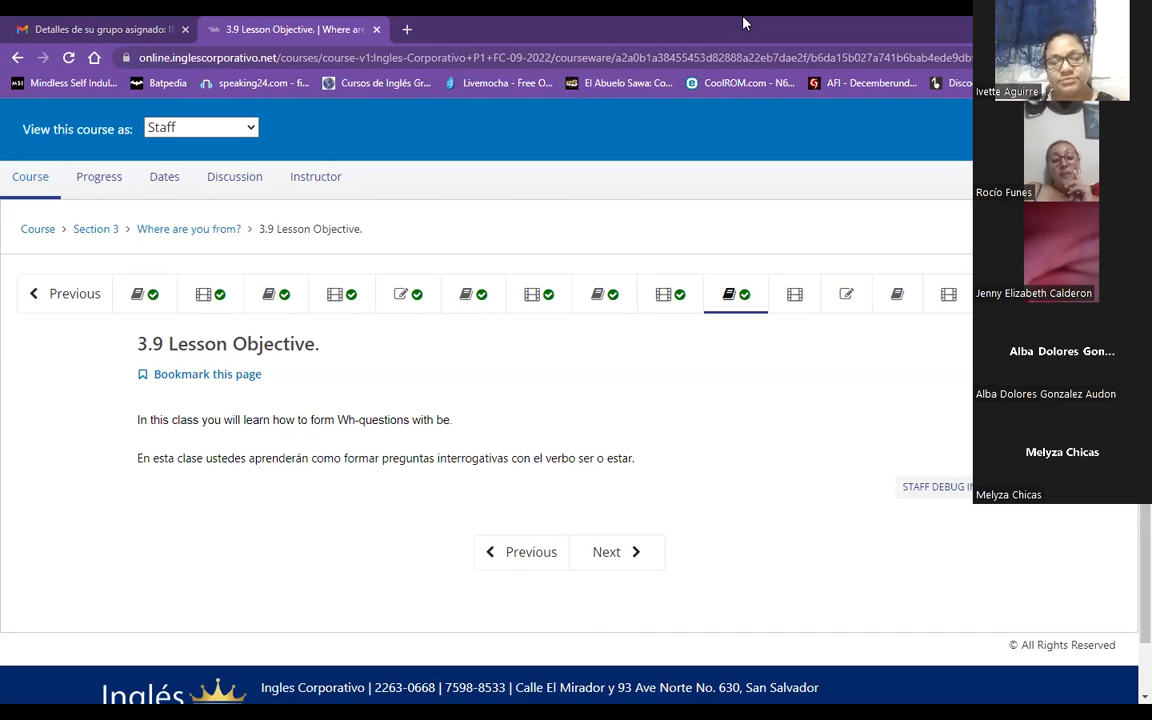 Detalles de su grupo asignado: I
3.9 Lesson Objective. | Where are
online.inglescorporativo.net/courses/course-v1:Ingles-Corporativo+P1+FC-09-2022/courseware/a2a0b1a38455453d82888a22eb7dae2f/b6da15b027a741b6bab4ede9db
Mindless Self Indul...
Batpedia
speaking24.com - fi...
Cursos de Inglés Gr...
Livemocha - Free O...
El Abuelo Sawa: Co...
CoolROM.com - N6...
AFI - Decemberund...
Disco
View this course as:
Staff
Course
Progress
Dates
Discussion
Instructor
Course > Section 3 > Where are you from? > 3.9 Lesson Objective.
Previous
3.9 Lesson Objective.
Bookmark this page
In this class you will learn how to form Wh-questions with be.
En esta clase ustedes aprenderán como formar preguntas interrogativas con el verbo ser o estar.
STAFF DEBUG IN
Previous
Next
© All Rights Reserved
Inglés
Ingles Corporativo | 2263-0668 | 7598-8533 | Calle El Mirador y 93 Ave Norte No. 630, San Salvador
Ivette Aguirre
Rocío Funes
Jenny Elizabeth Calderon
Alba Dolores Gon...
Alba Dolores Gonzalez Audon
Melyza Chicas
Melyza Chicas